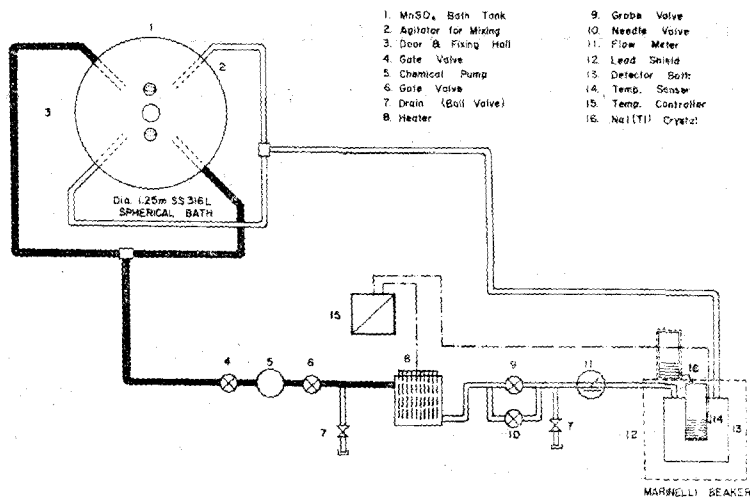 1. MnSO₄ Bath Tank
2. Agitator for Mixing
3. Door & Fixing Hall
4. Gate Valve
5. Chemical Pump
6. Gate Valve
7. Drain (Ball Valve)
8. Heater
9. Grobe Valve
10. Needle Valve
11. Flow Meter
12. Lead Shield
13. Detector Bath
14. Temp. Sensor
15. Temp. Controller
16. NaI(Tl) Crystal
1
2
3
Dia. 1.25m SS 316L
SPHERICAL BATH
15
4
5
6
8
9
11
16
7
10
7
12
14
13
MARINELLI BEAKER